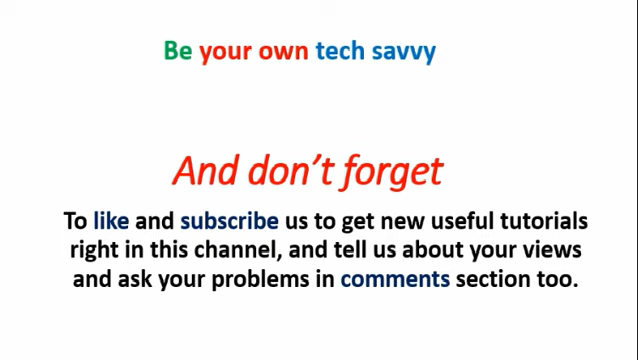 Be your own tech savvy
And don't forget
To like and subscribe us to get new useful tutorials
right in this channel, and tell us about your views
and ask your problems in comments section too.